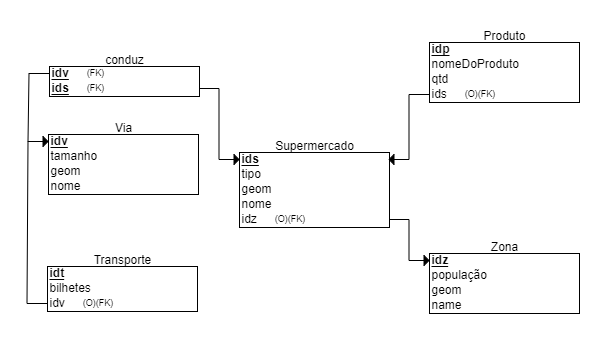 conduz
idv (FK)
ids (FK)
Via
idv
tamanho
geom
nome
Transporte
idt
bilhetes
idv (O)(FK)
Supermercado
ids
tipo
geom
nome
idz (O)(FK)
Produto
idp
nomeDoProduto
qtd
ids (O)(FK)
Zona
idz
população
geom
name